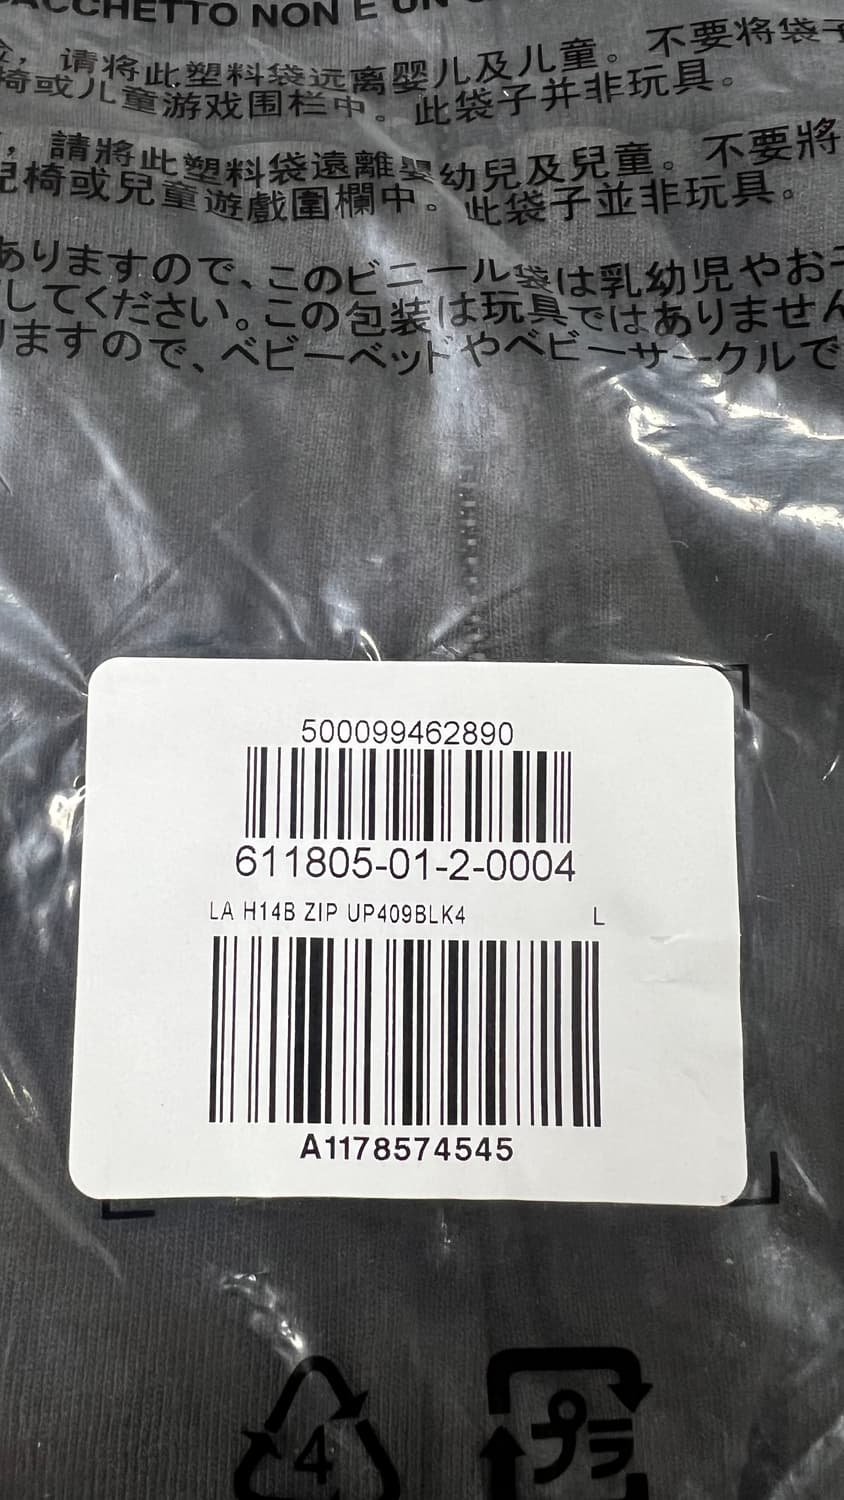 SACCHETTO NON È UN
请将此塑料袋远离婴儿及儿童。不要将袋子
椅或儿童游戏围栏中。此袋子并非玩具。
，請將此塑料袋遠離嬰幼兒及兒童。不要將
兒椅或兒童遊戲圍欄中。此袋子並非玩具。
ありますので、このビニール袋は乳幼児やお子
してください。この包装は玩具ではありません
りますので、ベビーベッドやベビーサークルで
500099462890
611805-01-2-0004
LA H14B ZIP UP409BLK4 L
A1178574545
4
プラ